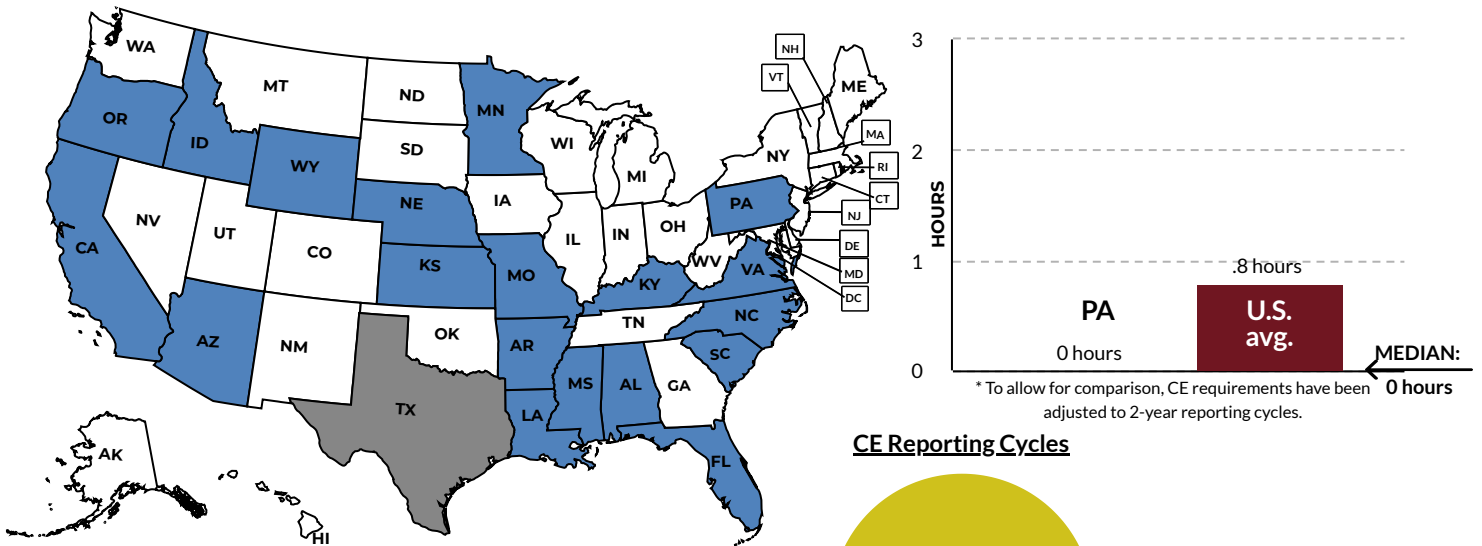 WA
MT
ND
MN
OR
ID
WY
SD
WI
MI
NY
ME
NH
VT
MA
RI
CT
NJ
DE
MD
DC
NV
UT
CO
NE
IA
IL
IN
OH
PA
WV
VA
CA
KS
MO
KY
NC
TN
AZ
NM
OK
AR
SC
MS
AL
GA
TX
LA
FL
AK
HI
HOURS
3
2
1
0
.8 hours
PA
U.S.
avg.
0 hours
MEDIAN:
0 hours
* To allow for comparison, CE requirements have been
adjusted to 2-year reporting cycles.
CE Reporting Cycles